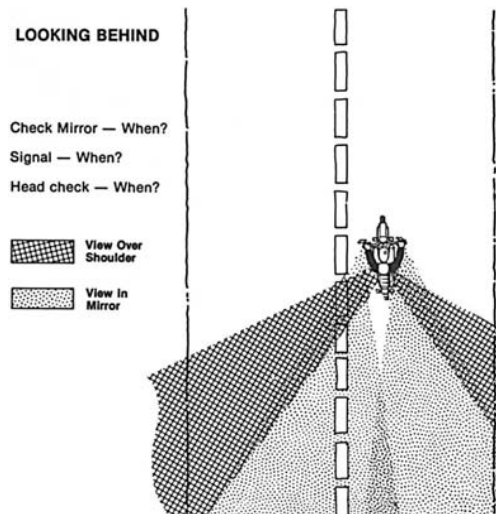 LOOKING BEHIND
Check Mirror — When?
Signal — When?
Head check — When?
View Over
Shoulder
View in
Mirror